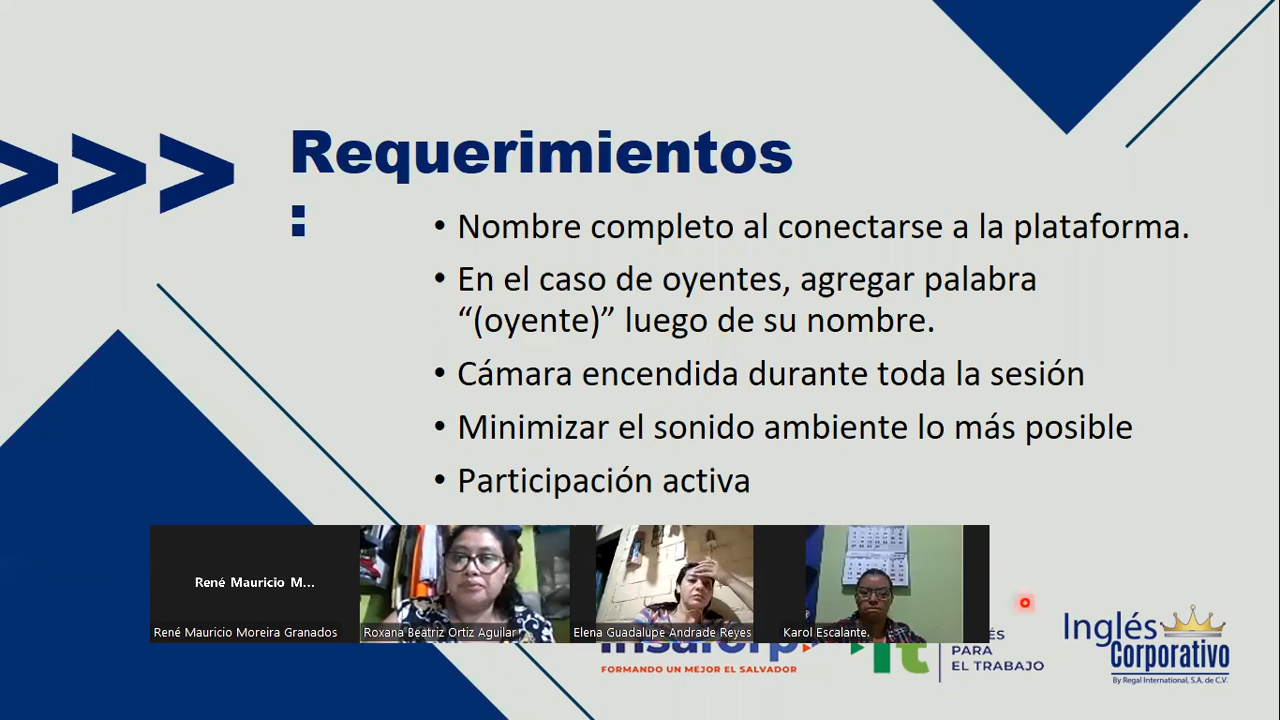 >>>
Requerimientos
:
• Nombre completo al conectarse a la plataforma.
• En el caso de oyentes, agregar palabra
“(oyente)” luego de su nombre.
• Cámara encendida durante toda la sesión
• Minimizar el sonido ambiente lo más posible
• Participación activa
René Mauricio M...
René Mauricio Moreira Granados
Roxana Beatriz Ortiz Aguilar
Elena Guadalupe Andrade Reyes
Karol Escalante.
FORMANDO UN MEJOR EL SALVADOR
PARA
EL TRABAJO
Inglés
Corporativo
By Regal International, S.A. de C.V.